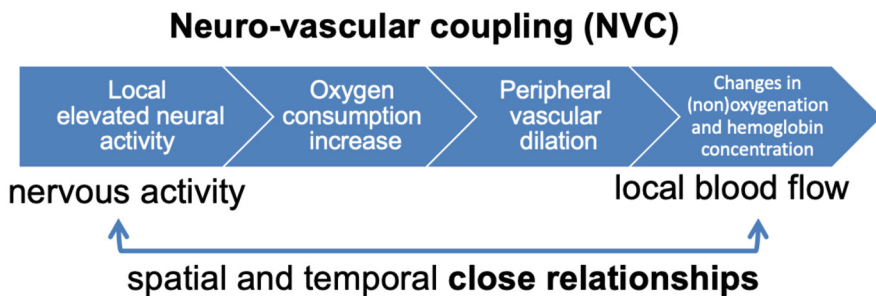 Neuro-vascular coupling (NVC)
Local
elevated neural
activity
Oxygen
consumption
increase
Peripheral
vascular
dilation
Changes in
(non)oxygenation
and hemoglobin
concentration
nervous activity
local blood flow
spatial and temporal close relationships